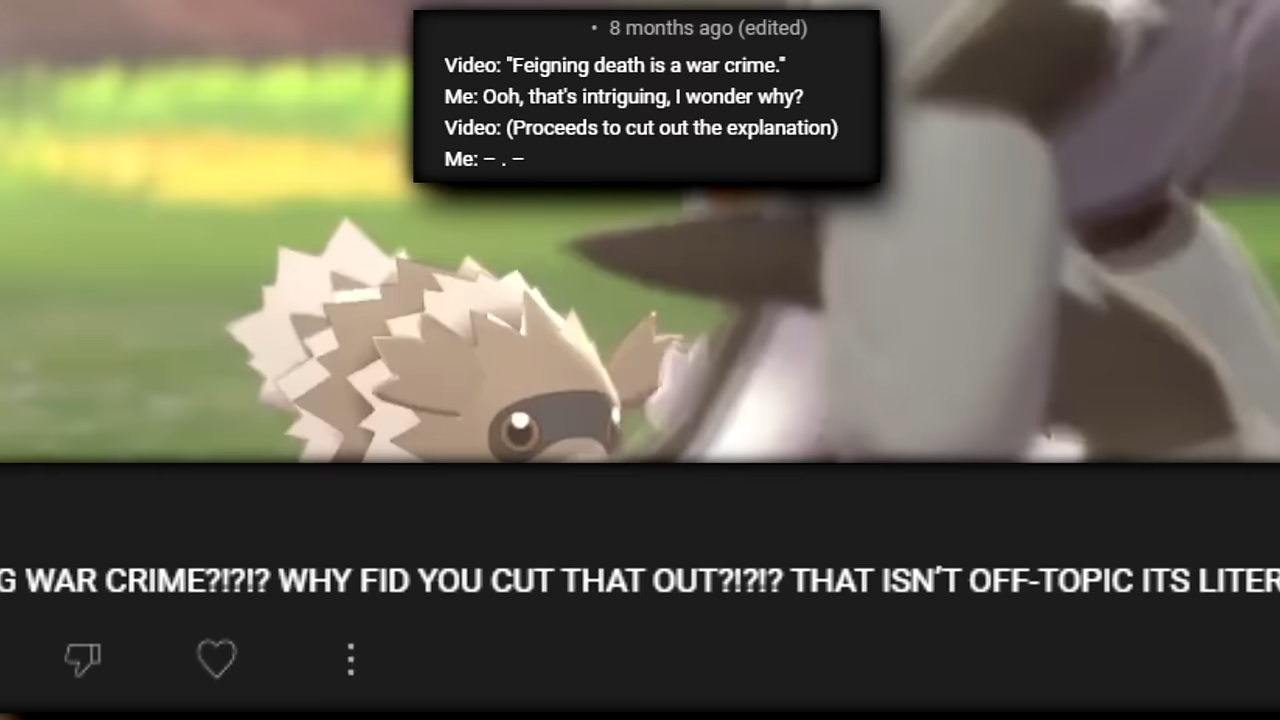 • 8 months ago (edited)
Video: "Feigning death is a war crime."
Me: Ooh, that's intriguing, I wonder why?
Video: (Proceeds to cut out the explanation)
Me: – . –
G WAR CRIME?!?!? WHY FID YOU CUT THAT OUT?!?!? THAT ISN'T OFF-TOPIC ITS LITER